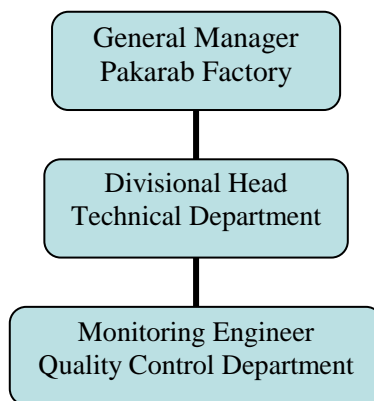 General Manager
Pakarab Factory
Divisional Head
Technical Department
Monitoring Engineer
Quality Control Department